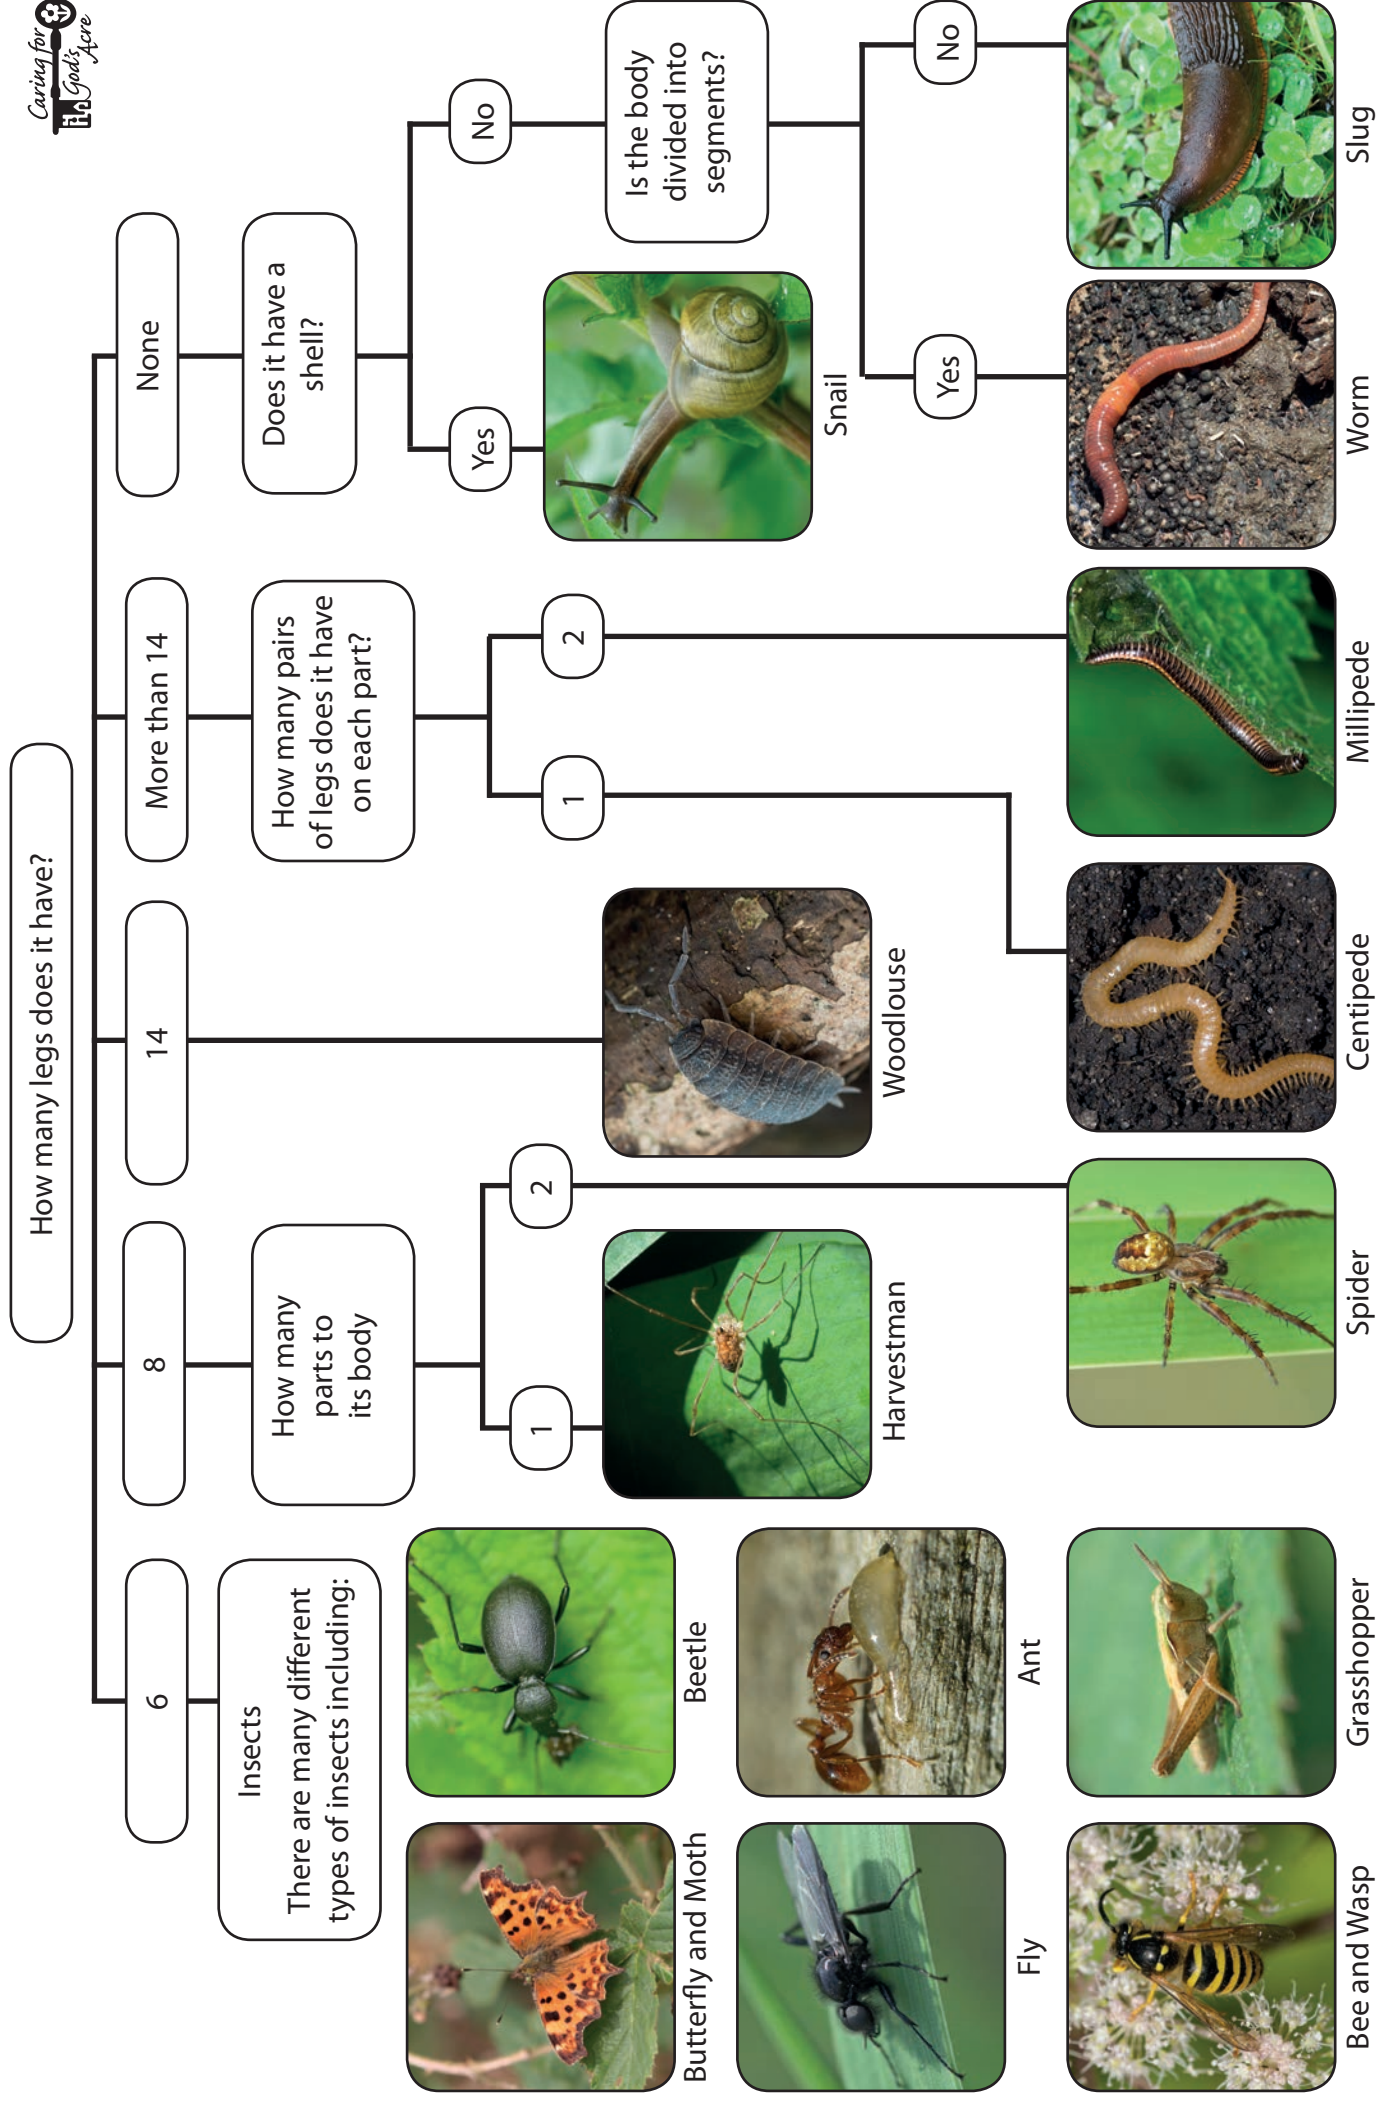 Caring for
God's
Acre
How many legs does it have?
6
8
14
More than 14
None
Insects
There are many different
types of insects including:
How many
parts to
its body
How many pairs
of legs does it have
on each part?
Does it have a
shell?
1
2
1
2
Yes
No
Is the body
divided into
segments?
Yes
No
Butterfly and Moth
Beetle
Fly
Ant
Bee and Wasp
Grasshopper
Harvestman
Spider
Woodlouse
Centipede
Millipede
Snail
Worm
Slug